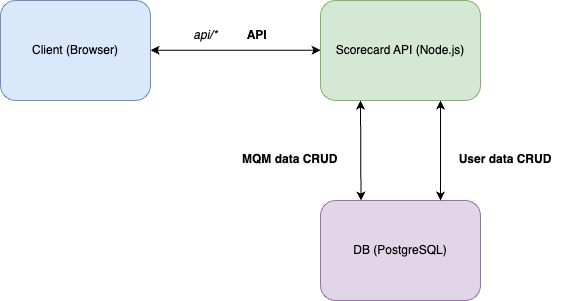 Client (Browser)
api/* API
Scorecard API (Node.js)
MQM data CRUD
User data CRUD
DB (PostgreSQL)